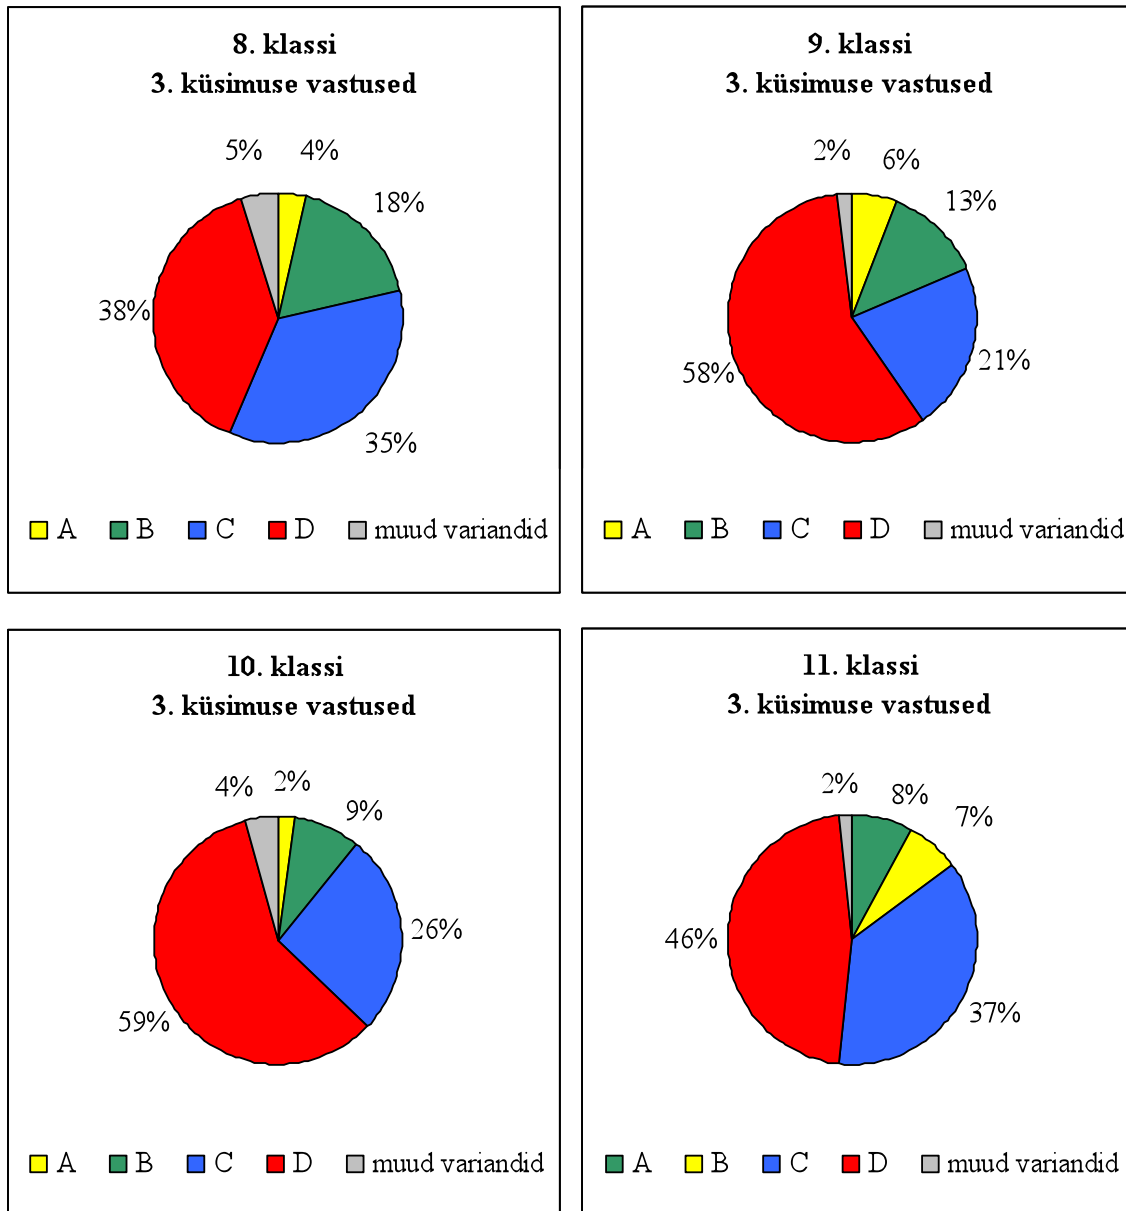 8. klassi
3. küsimuse vastused
5% 4%
18%
38%
35%
A B C D muud variandid
9. klassi
3. küsimuse vastused
2% 6%
13%
21%
58%
A B C D muud variandid
10. klassi
3. küsimuse vastused
4% 2%
9%
26%
59%
A B C D muud variandid
11. klassi
3. küsimuse vastused
2% 8% 7%
46%
37%
A B C D muud variandid